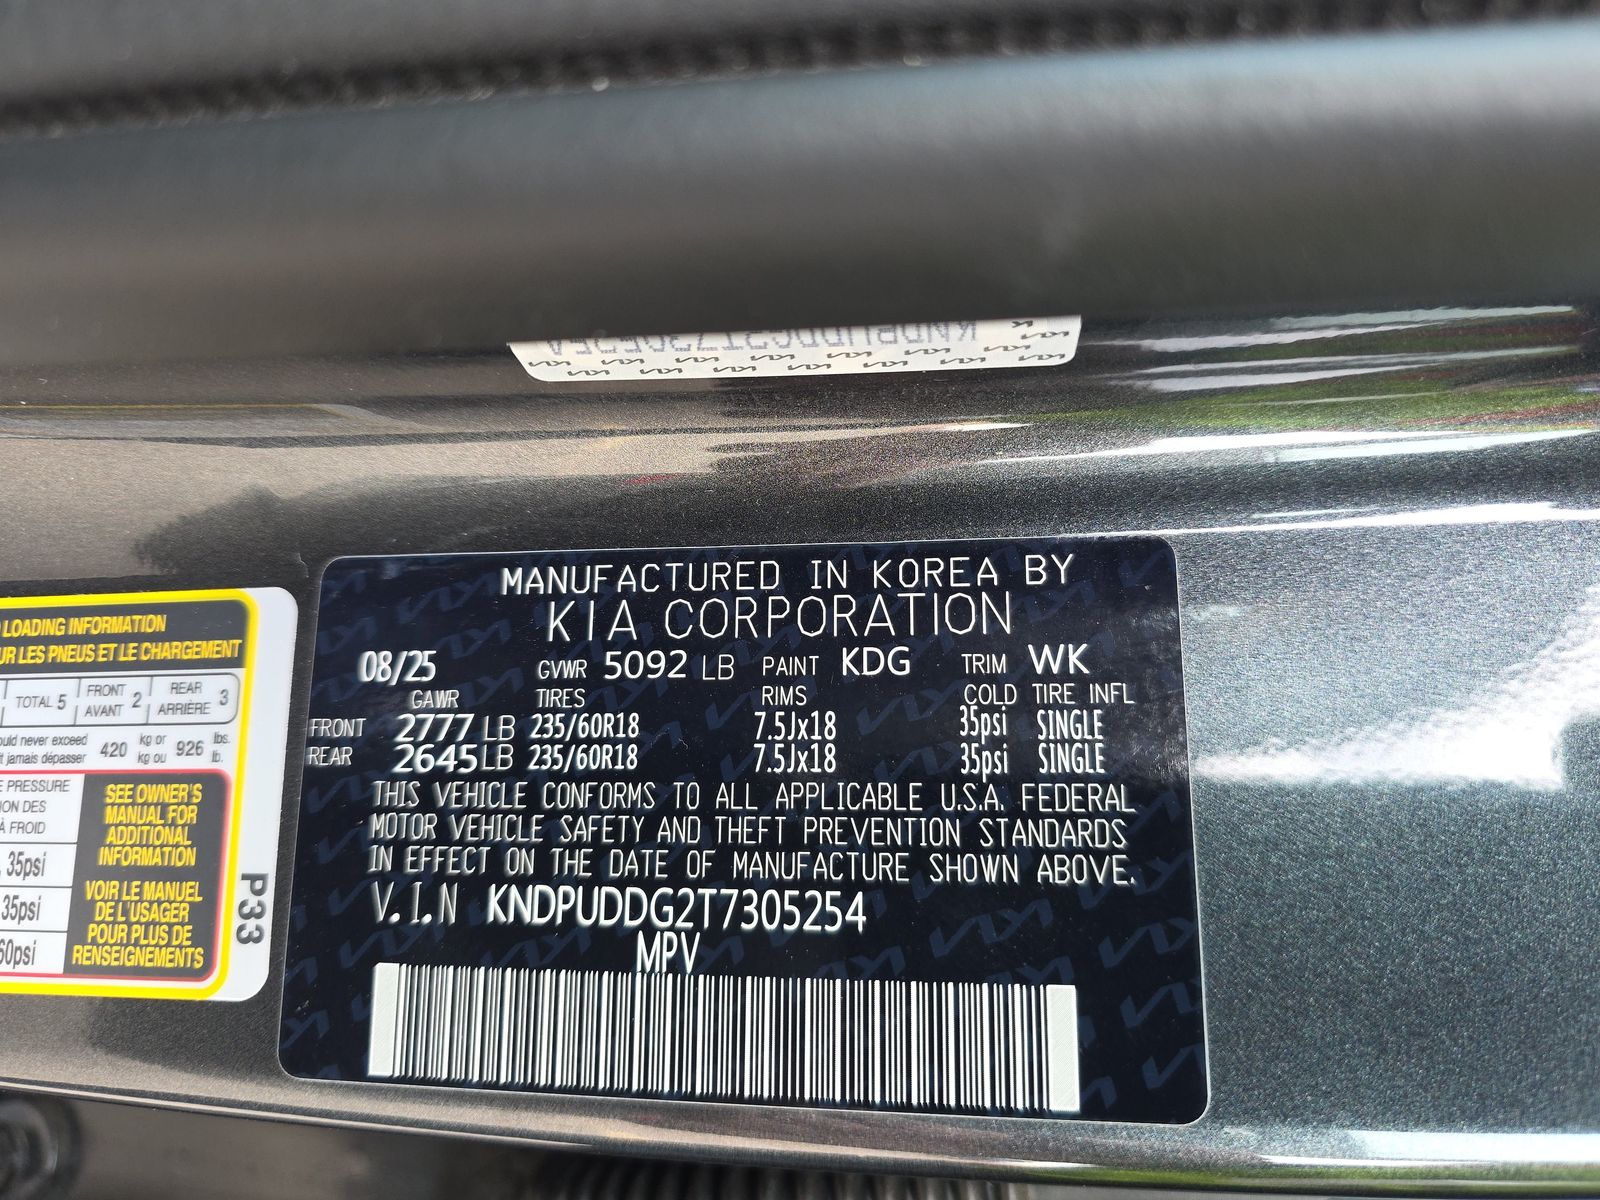 MANUFACTURED IN KOREA BY
KIA CORPORATION
08/25 GVWR 5092 LB PAINT KDG TRIM WK
GAWR TIRES RIMS COLD TIRE INFL
FRONT 2777 LB 235/60R18 7.5Jx18 35psi SINGLE
REAR 2645 LB 235/60R18 7.5Jx18 35psi SINGLE
THIS VEHICLE CONFORMS TO ALL APPLICABLE U.S.A. FEDERAL
MOTOR VEHICLE SAFETY AND THEFT PREVENTION STANDARDS
IN EFFECT ON THE DATE OF MANUFACTURE SHOWN ABOVE.
V.I.N KNDPUDDG2T7305254
MPV
LOADING INFORMATION
LES PNEUS ET LE CHARGEMENT
TOTAL 5 FRONT AVANT 2 REAR ARRIÈRE 3
never exceed 420 kg or 926 lbs.
jamais dépasser kg ou lb.
PRESSURE
DES
À FROID
35psi
35psi
60psi
SEE OWNER'S
MANUAL FOR
ADDITIONAL
INFORMATION
VOIR LE MANUEL
DE L'USAGER
POUR PLUS DE
RENSEIGNEMENTS
P33